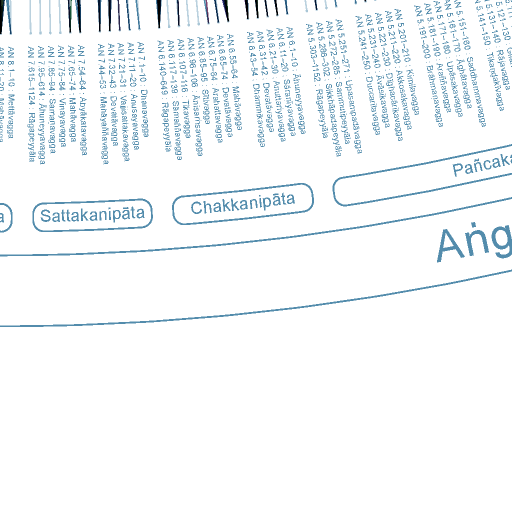 AN 8.1–10 : Mettāvagga
AN 7.615–1124 : Rāgapeyyāla
AN 7.95–614 : Āhuneyyavagga
AN 7.85–94 : Samaṇavagga
AN 7.75–84 : Vinayavagga
AN 7.65–74 : Mahāvagga
AN 7.54–64 : Abyākatavagga
AN 7.44–53 : Mahāyaññavagga
AN 7.32–43 : Devatāvagga
AN 7.21–31 : Vajjisattakavagga
AN 7.11–20 : Anusayavagga
AN 7.1–10 : Dhanavagga
AN 6.140–649 : Rāgapeyyāla
AN 6.117–139 : Sāmaññavagga
AN 6.107–116 : Tikavagga
AN 6.96–106 : Ānisaṁsavagga
AN 6.85–95 : Sītivagga
AN 6.75–84 : Arahattavagga
AN 6.65–74 : Devatāvagga
AN 6.55–64 : Mahāvagga
AN 6.43–54 : Dhammikavagga
AN 6.31–42 : Devatāvagga
AN 6.21–30 : Anuttariyavagga
AN 6.11–20 : Sāraṇīyavagga
AN 6.1–10 : Āhuneyyavagga
AN 5.303–1152 : Rāgapeyyāla
AN 5.286–302 : Sikkhāpadapeyyāla
AN 5.272–285 : Sammutipeyyāla
AN 5.251–271 : Upasampadāvagga
AN 5.241–250 : Duccaritavagga
AN 5.231–240 : Āvāsikavagga
AN 5.221–230 : Dīghacārikavagga
AN 5.211–220 : Akkosakavagga
AN 5.201–210 : Kimilavagga
AN 5.191–200 : Brāhmaṇavagga
AN 5.181–190 : Araññavagga
AN 5.171–180 : Upāsakavagga
AN 5.161–170 : Āghātavagga
AN 5.151–160 : Saddhammavagga
AN 5.141–150 : Tikaṇḍakīvagga
Sattakanipāta
Chakkanipāta
Pañcaka
Aṅg